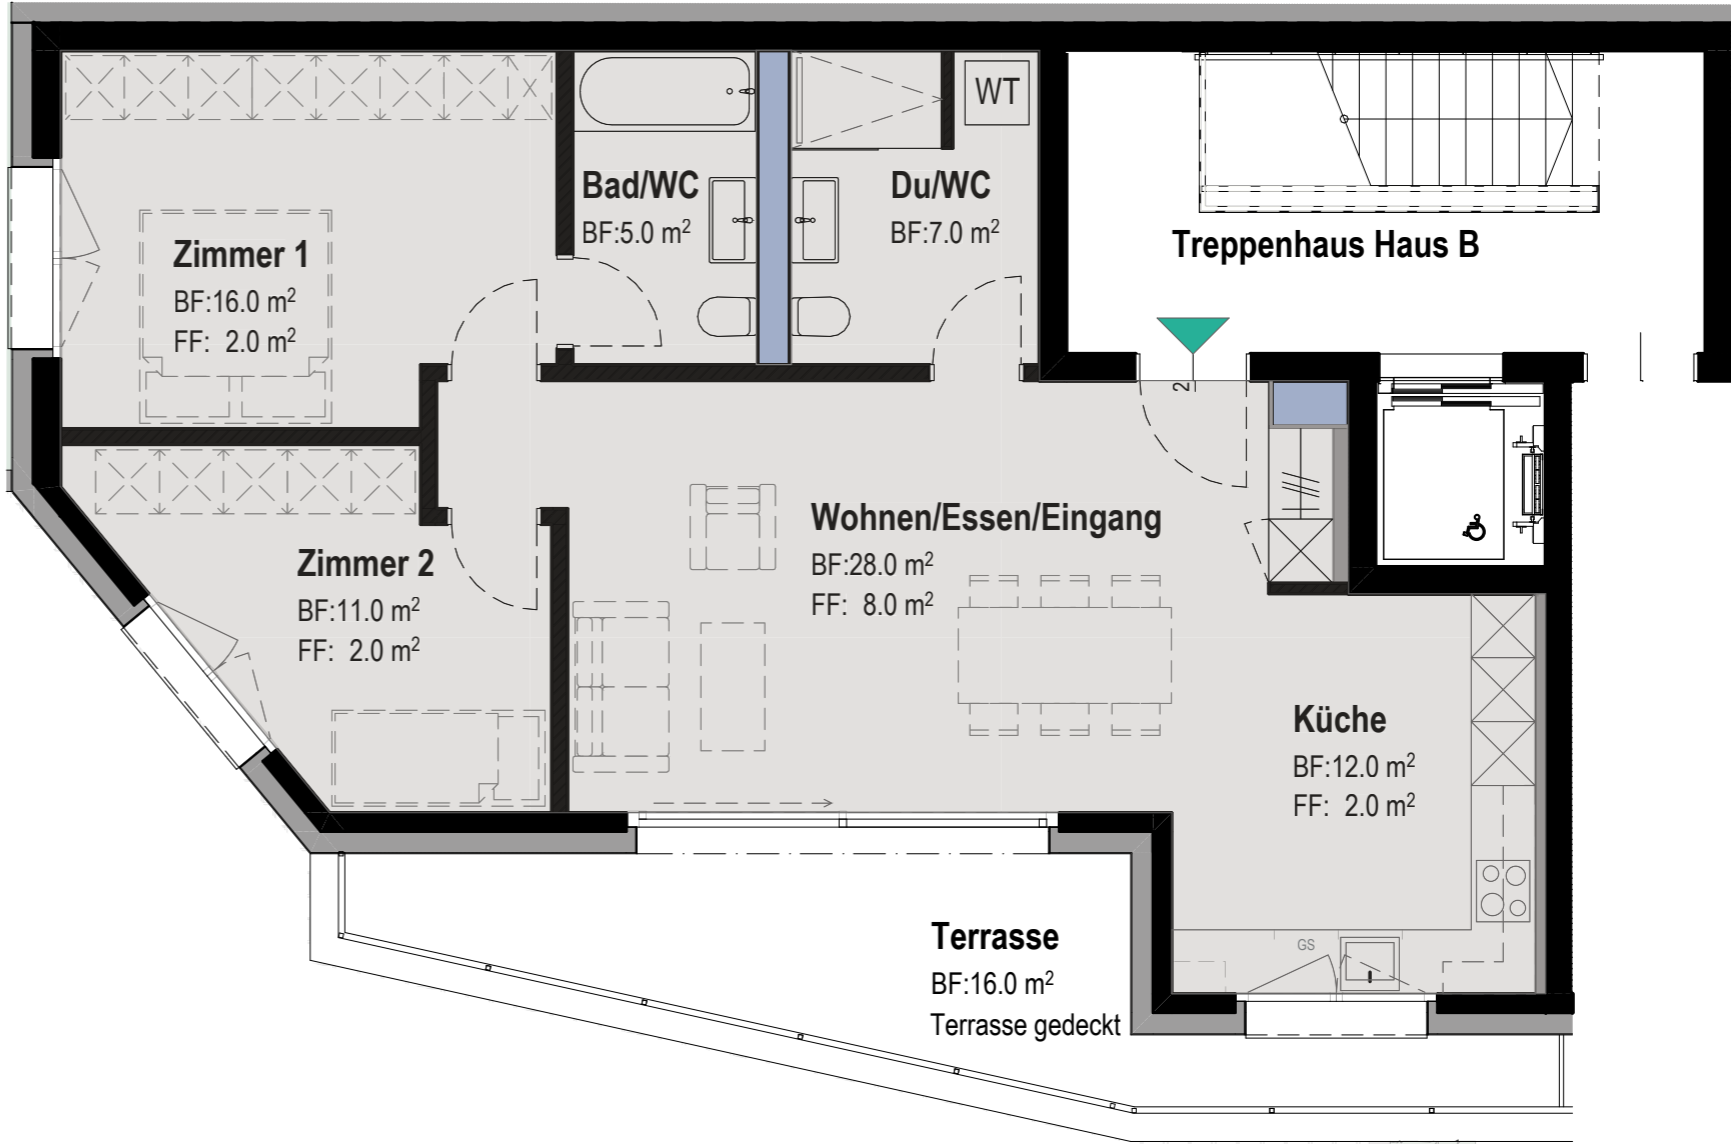 WT
Bad/WC
BF:5.0 m²
Du/WC
BF:7.0 m²
Treppenhaus Haus B
Zimmer 1
BF:16.0 m²
FF: 2.0 m²
2
Wohnen/Essen/Eingang
BF:28.0 m²
FF: 8.0 m²
Zimmer 2
BF:11.0 m²
FF: 2.0 m²
Küche
BF:12.0 m²
FF: 2.0 m²
Terrasse
BF:16.0 m²
Terrasse gedeckt
GS